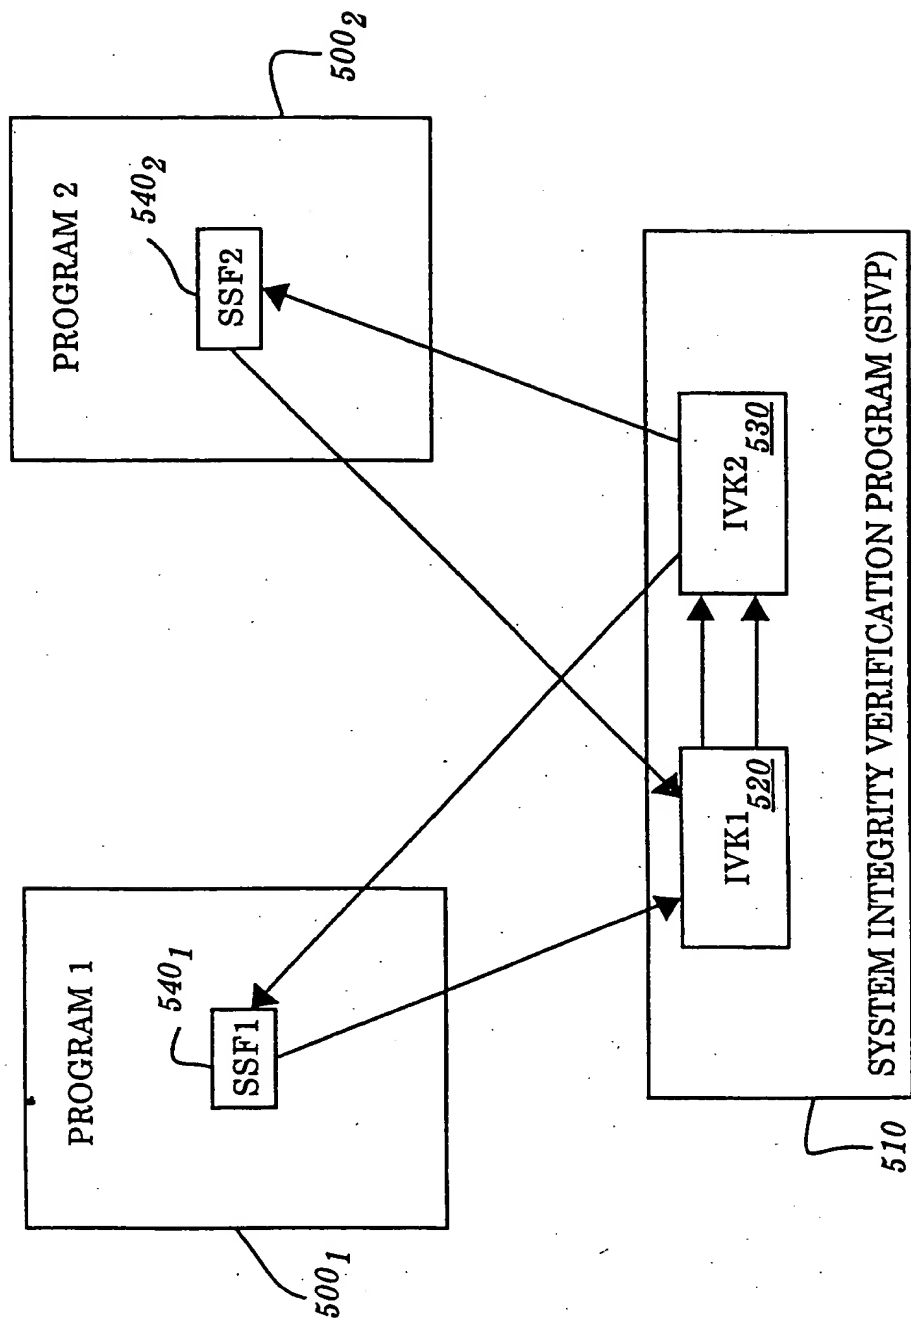 PROGRAM 1
540₁
SSF1
500₁
PROGRAM 2
540₂
SSF2
500₂
IVK1
520
IVK2
530
SYSTEM INTEGRITY VERIFICATION PROGRAM (SIVP)
510